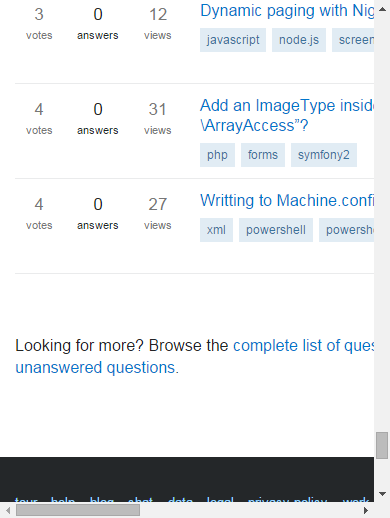 3 0 12 Dynamic paging with Nig
votes answers views
javascript node.js screen
4 0 31 Add an ImageType insid
votes answers views \ArrayAccess"?
php forms symfony2
4 0 27 Writting to Machine.conf
votes answers views
xml powershell powersh
Looking for more? Browse the complete list of ques
unanswered questions.
tour help blog chat data legal privacy policy work